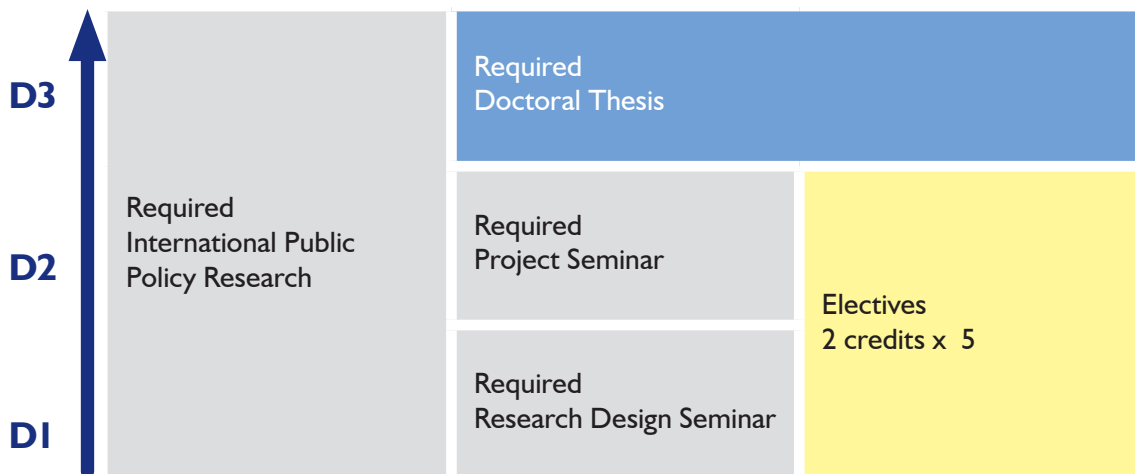 D3
D2
D1
Required
International Public
Policy Research
Required
Doctoral Thesis
Required
Project Seminar
Required
Research Design Seminar
Electives
2 credits x 5